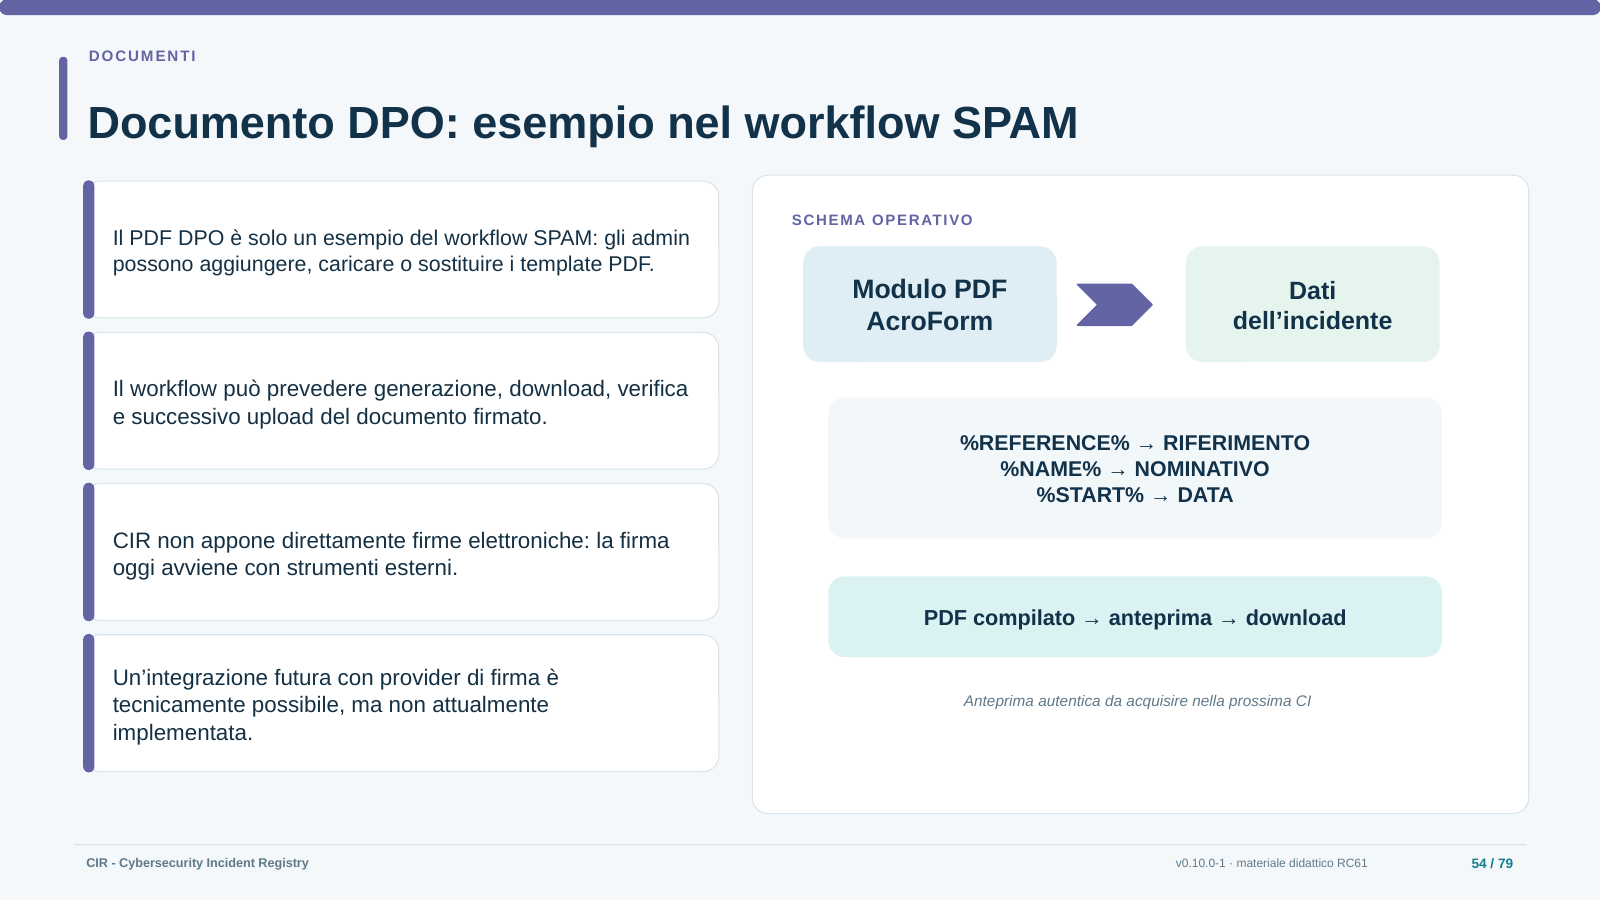 DOCUMENTI
Documento DPO: esempio nel workflow SPAM
Il PDF DPO è solo un esempio del workflow SPAM: gli admin
possono aggiungere, caricare o sostituire i template PDF.
Il workflow può prevedere generazione, download, verifica
e successivo upload del documento firmato.
CIR non appone direttamente firme elettroniche: la firma
oggi avviene con strumenti esterni.
Un’integrazione futura con provider di firma è
tecnicamente possibile, ma non attualmente
implementata.
SCHEMA OPERATIVO
Modulo PDF
AcroForm
Dati
dell’incidente
%REFERENCE% → RIFERIMENTO
%NAME% → NOMINATIVO
%START% → DATA
PDF compilato → anteprima → download
Anteprima autentica da acquisire nella prossima CI
CIR - Cybersecurity Incident Registry
v0.10.0-1 · materiale didattico RC61
54 / 79